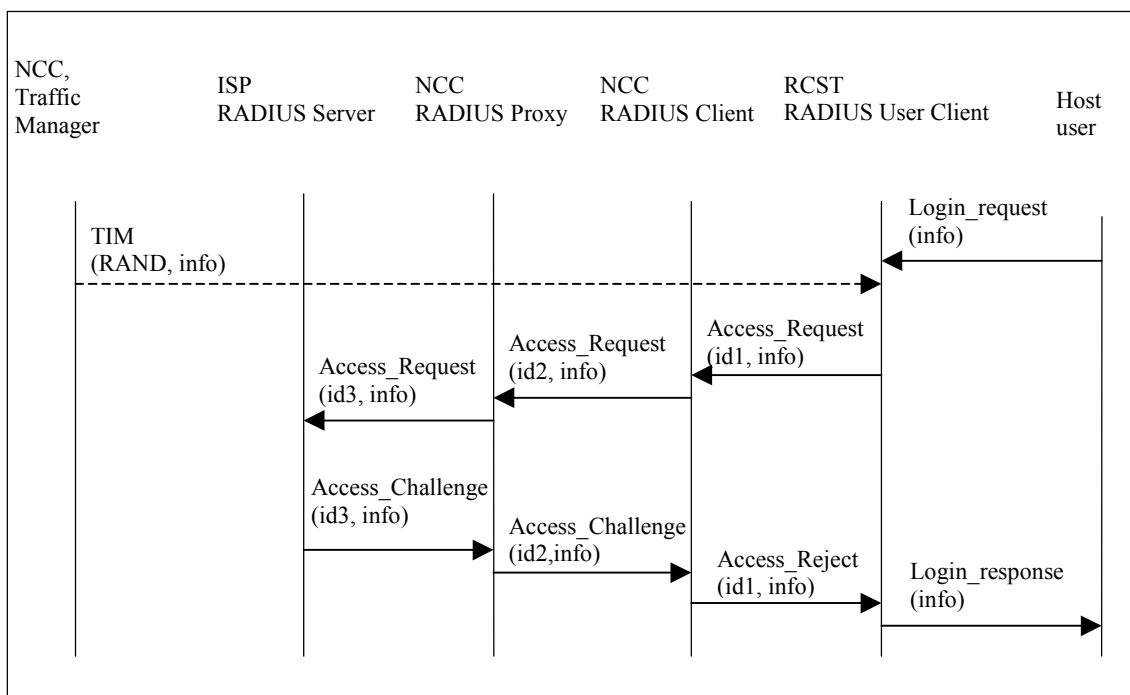 NCC,
Traffic
Manager
ISP
RADIUS Server
NCC
RADIUS Proxy
NCC
RADIUS Client
RCST
RADIUS User Client
Host
user
Login_request
(info)
TIM
(RAND, info)
Access_Request
(id1, info)
Access_Request
(id2, info)
Access_Request
(id3, info)
Access_Challenge
(id3, info)
Access_Challenge
(id2,info)
Access_Reject
(id1, info)
Login_response
(info)